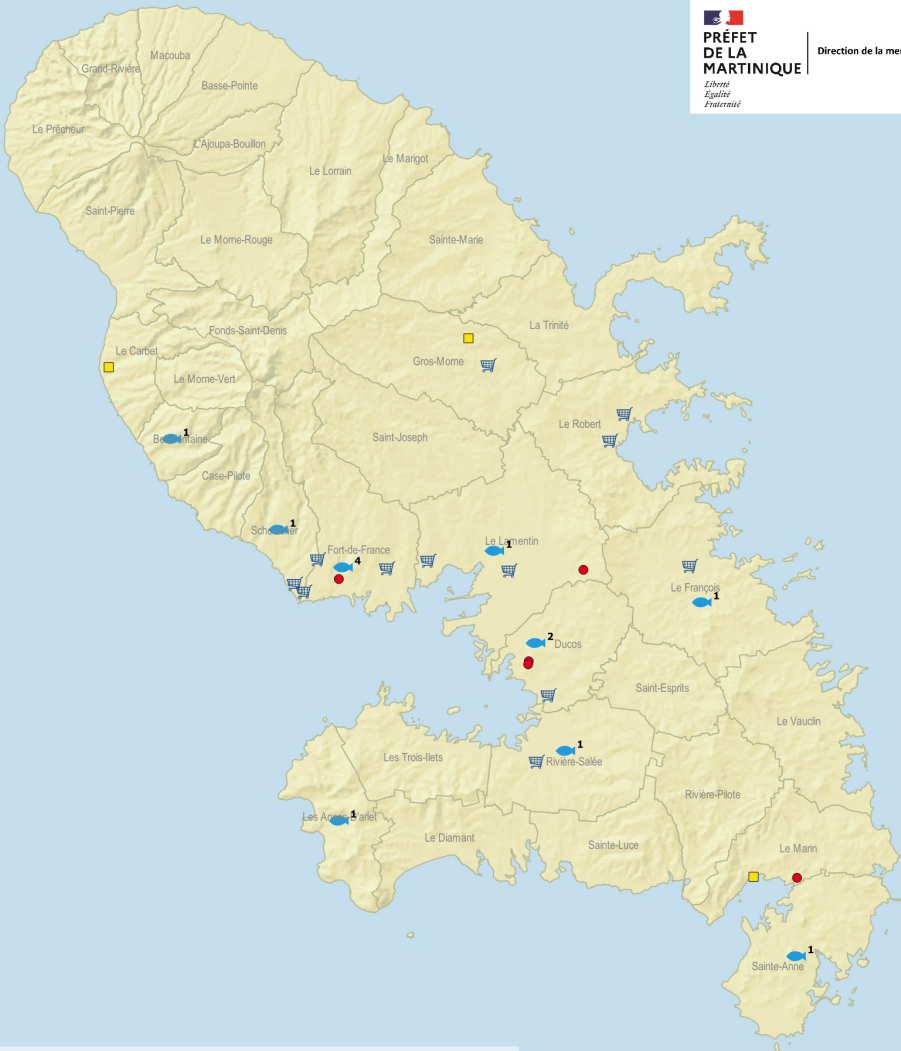 PRÉFET
DE LA
MARTINIQUE
Liberté
Égalité
Fraternité
Direction de la mer
Macouba
Grand-Rivière
Basse-Pointe
Le Prêcheur
L'Ajoupa-Bouillon
Le Marigot
Le Lorrain
Saint-Pierre
Le Morne-Rouge
Sainte-Marie
La Trinité
Fonds-Saint-Denis
Le Carbet
Gros-Morne
Le Morne-Vert
Le Robert
1
Saint-Joseph
Case-Pilote
1
Fort-de-France
4
Le Lamentin
1
Le François
1
2
Ducos
Saint-Esprits
Le Vauclin
1
Les Trois-Ilets
Rivière-Salée
Rivière-Pilote
1
Le Diamant
Sainte-Luce
Le Marin
1
Sainte-Anne